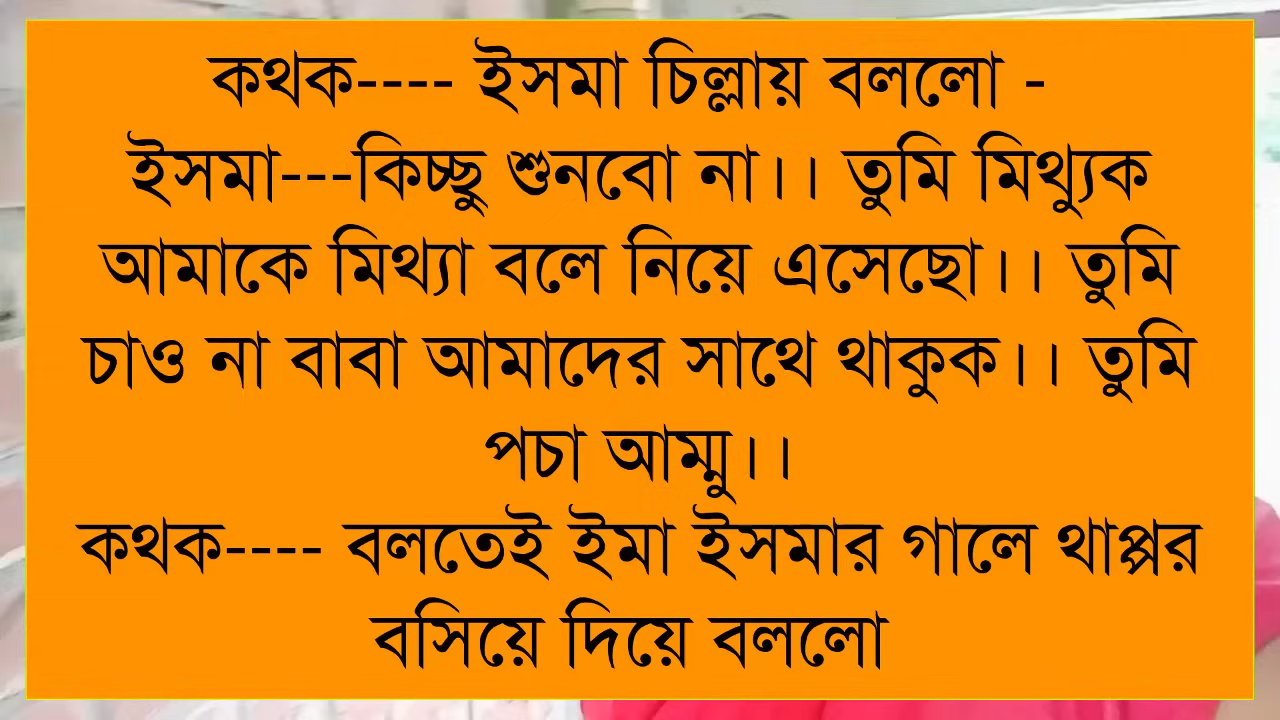 কথক---- ইসমা চিল্লায় বললো -
ইসমা---কিচ্ছু শুনবো না।। তুমি মিথ্যুক
আমাকে মিথ্যা বলে নিয়ে এসেছো।। তুমি
চাও না বাবা আমাদের সাথে থাকুক।। তুমি
পচা আম্মু।।
কথক---- বলতেই ইমা ইসমার গালে থাপ্পর
বসিয়ে দিয়ে বললো